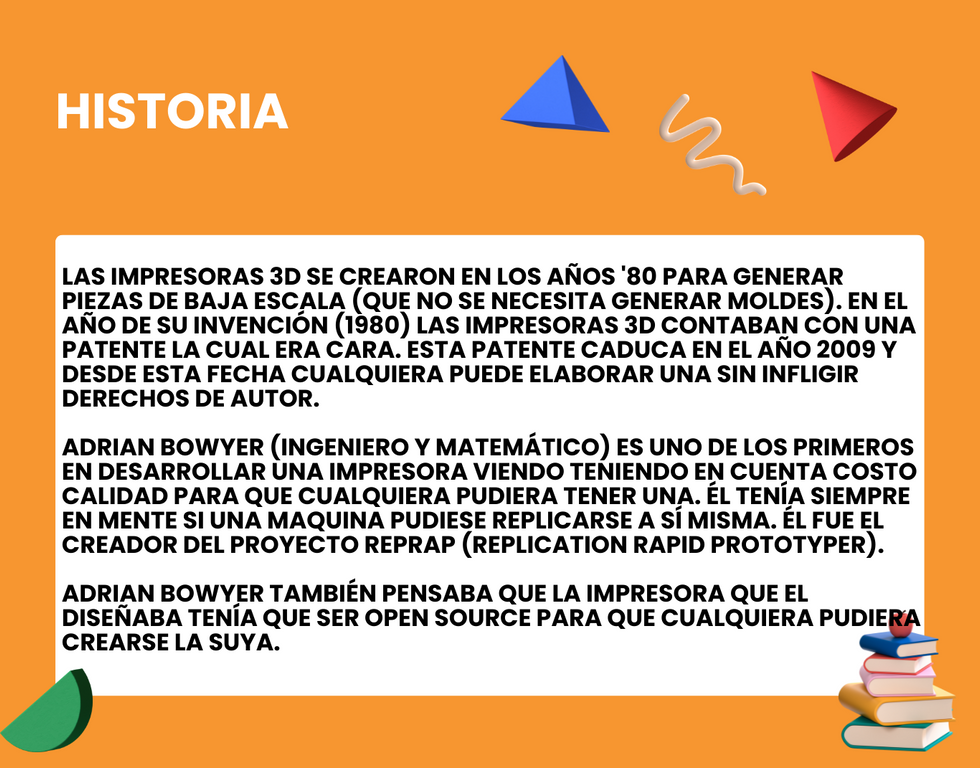 HISTORIA
LAS IMPRESORAS 3D SE CREARON EN LOS AÑOS '80 PARA GENERAR
PIEZAS DE BAJA ESCALA (QUE NO SE NECESITA GENERAR MOLDES). EN EL
AÑO DE SU INVENCIÓN (1980) LAS IMPRESORAS 3D CONTABAN CON UNA
PATENTE LA CUAL ERA CARA. ESTA PATENTE CADUCA EN EL AÑO 2009 Y
DESDE ESTA FECHA CUALQUIERA PUEDE ELABORAR UNA SIN INFLIGIR
DERECHOS DE AUTOR.
ADRIAN BOWYER (INGENIERO Y MATEMÁTICO) ES UNO DE LOS PRIMEROS
EN DESARROLLAR UNA IMPRESORA VIENDO TENIENDO EN CUENTA COSTO
CALIDAD PARA QUE CUALQUIERA PUDIERA TENER UNA. ÉL TENÍA SIEMPRE
EN MENTE SI UNA MAQUINA PUDIESE REPLICARSE A SÍ MISMA. ÉL FUE EL
CREADOR DEL PROYECTO REPRAP (REPLICATION RAPID PROTOTYPER).
ADRIAN BOWYER TAMBIÉN PENSABA QUE LA IMPRESORA QUE EL
DISEÑABA TENÍA QUE SER OPEN SOURCE PARA QUE CUALQUIERA PUDIERA
CREARSE LA SUYA.